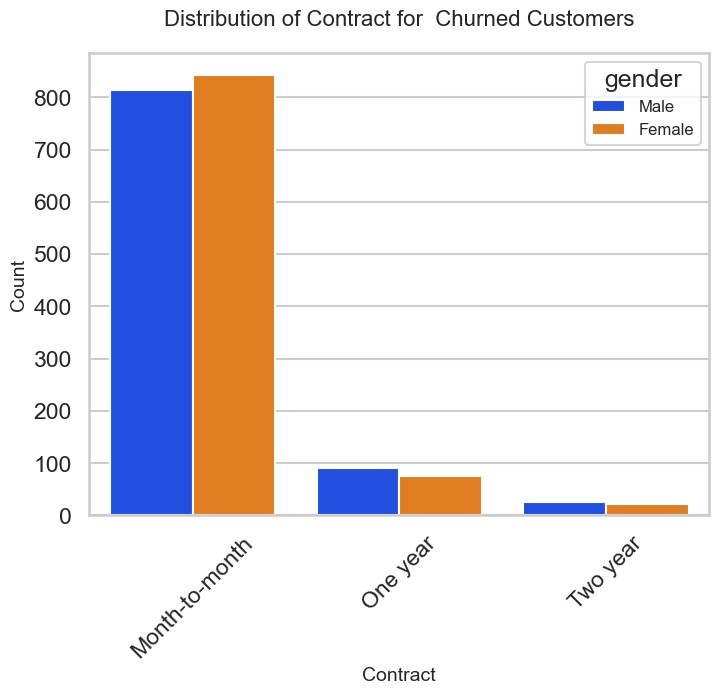 Distribution of Contract for  Churned Customers
gender
Male
Female
800
700
600
500
400
300
200
100
0
Count
Month-to-month
One year
Two year
Contract